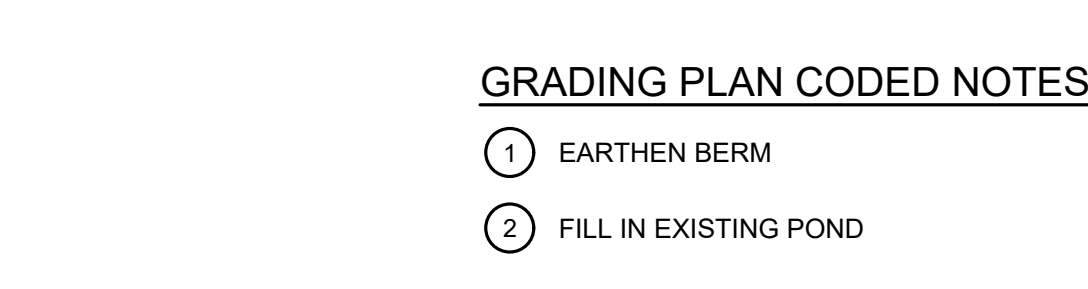 GRADING PLAN CODED NOTES
1 EARTHEN BERM
2 FILL IN EXISTING POND